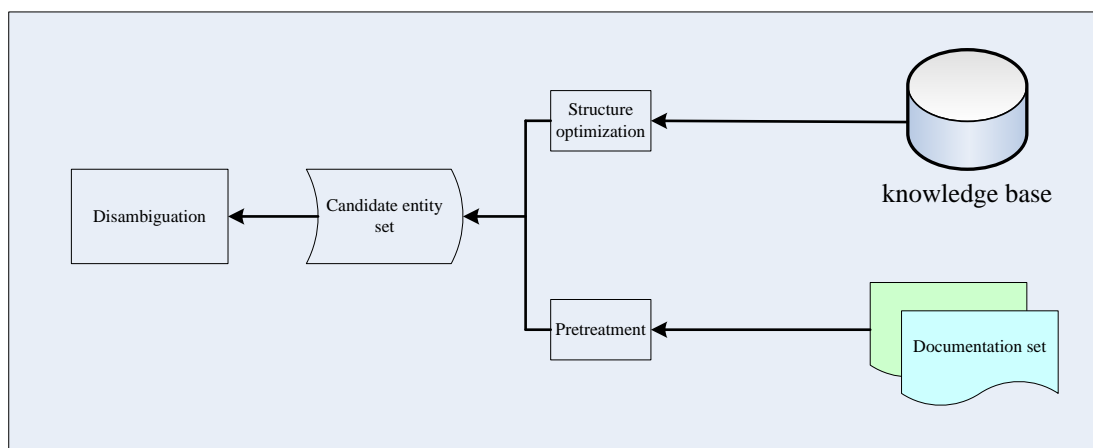 Structure
optimization
knowledge base
Disambiguation
Candidate entity
set
Pretreatment
Documentation set